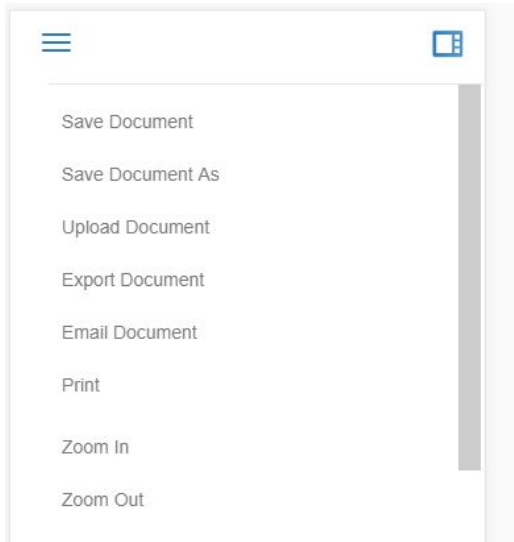 Save Document
Save Document As
Upload Document
Export Document
Email Document
Print
Zoom In
Zoom Out